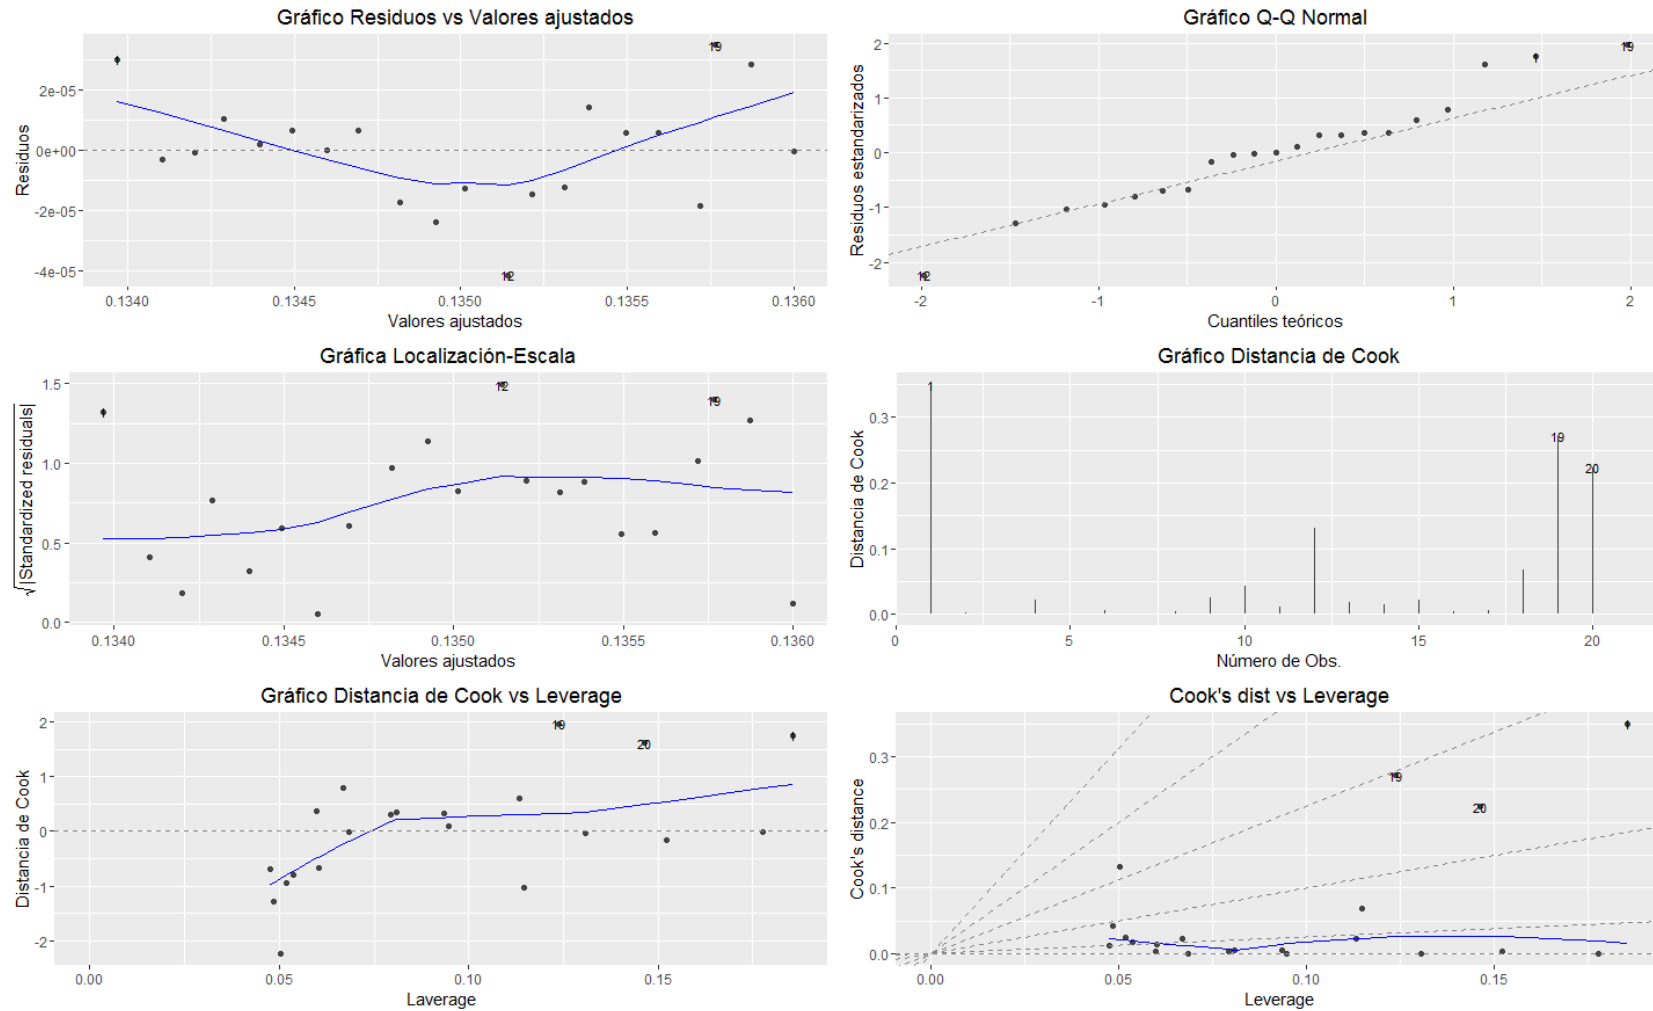 Gráfico Residuos vs Valores ajustados
Residuos
2e-05
0e+00
-2e-05
-4e-05
1
19
12
0.1340 0.1345 0.1350 0.1355 0.1360
Valores ajustados
Gráfico Q-Q Normal
Residuos estandarizados
2
1
0
-1
-2
19
1
12
-2 -1 0 1 2
Cuantiles teóricos
Gráfica Localización-Escala
√|Standardized residuals|
1.5
1.0
0.5
0.0
1
12
19
0.1340 0.1345 0.1350 0.1355 0.1360
Valores ajustados
Gráfico Distancia de Cook
Distancia de Cook
0.3
0.2
0.1
0.0
1
19
20
0 5 10 15 20
Número de Obs.
Gráfico Distancia de Cook vs Leverage
Distancia de Cook
2
1
0
-1
-2
19
20
1
0.00 0.05 0.10 0.15
Laverage
Cook's dist vs Leverage
Cook's distance
0.3
0.2
0.1
0.0
1
19
20
0.00 0.05 0.10 0.15
Leverage